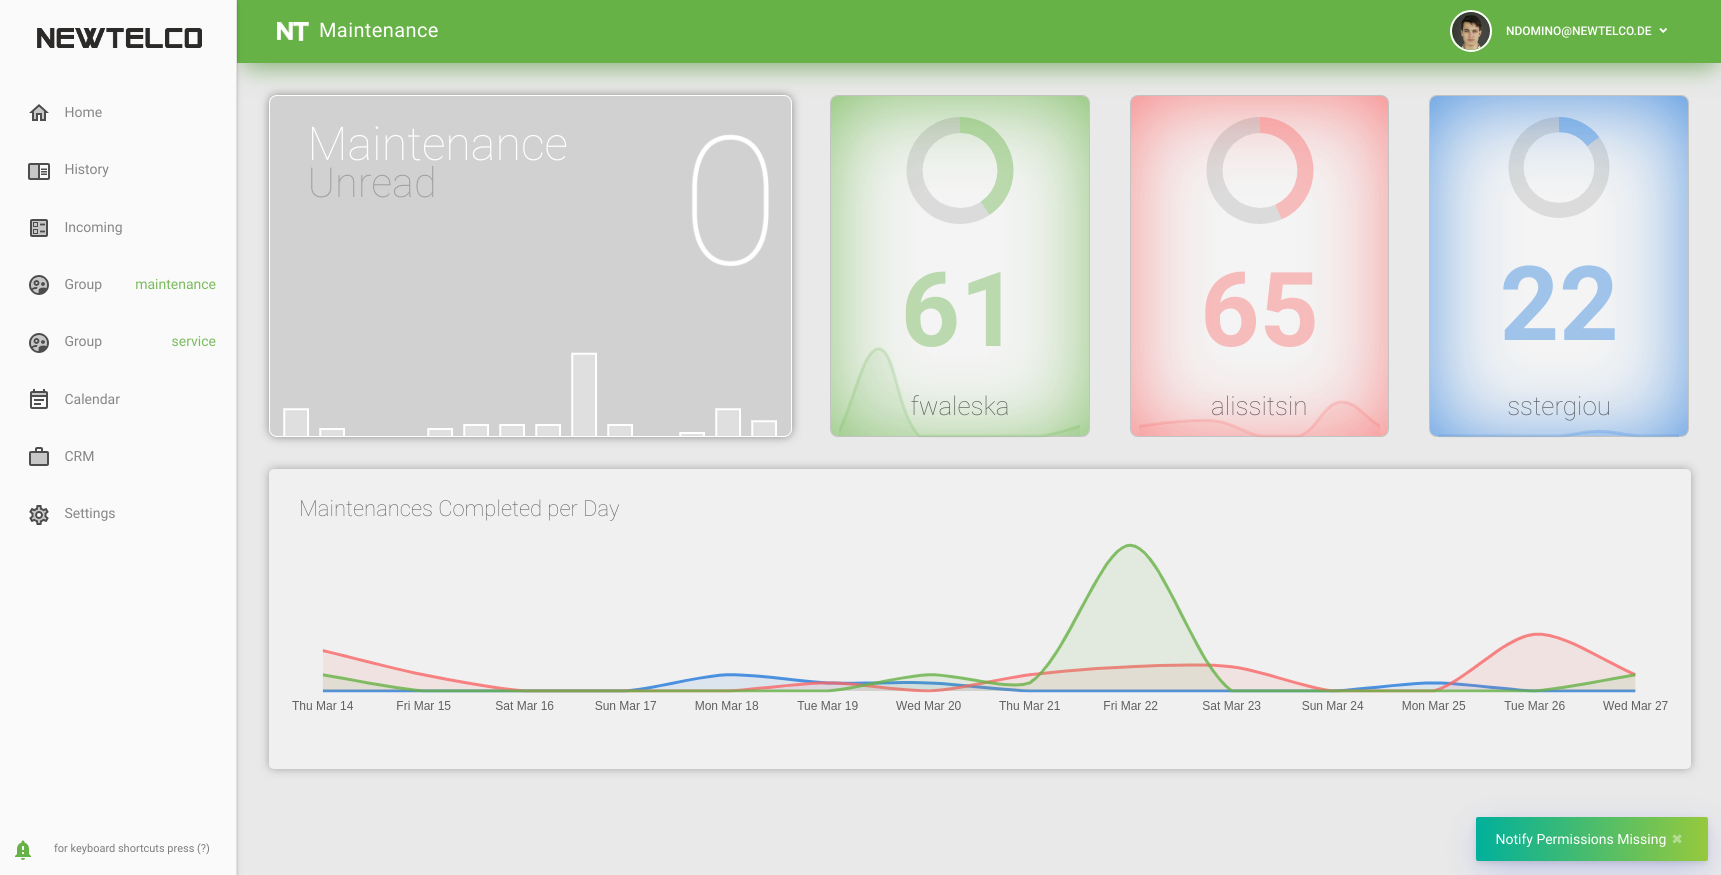 NEWTELCO
NT Maintenance
NDOMINO@NEWTELCO.DE
Home
History
Incoming
Group maintenance
Group service
Calendar
CRM
Settings
for keyboard shortcuts press (?)
Maintenance
Unread
0
61
fwaleska
65
alissitsin
22
sstergiou
Maintenances Completed per Day
Thu Mar 14 Fri Mar 15 Sat Mar 16 Sun Mar 17 Mon Mar 18 Tue Mar 19 Wed Mar 20 Thu Mar 21 Fri Mar 22 Sat Mar 23 Sun Mar 24 Mon Mar 25 Tue Mar 26 Wed Mar 27
Notify Permissions Missing ✖